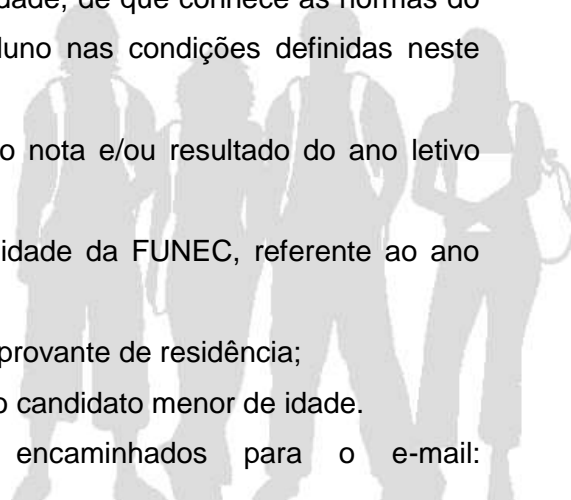 idade, de que conhece as normas do
luno nas condições definidas neste
o nota e/ou resultado do ano letivo
idade da FUNEC, referente ao ano
provante de residência;
o candidato menor de idade.
encaminhados para o e-mail: